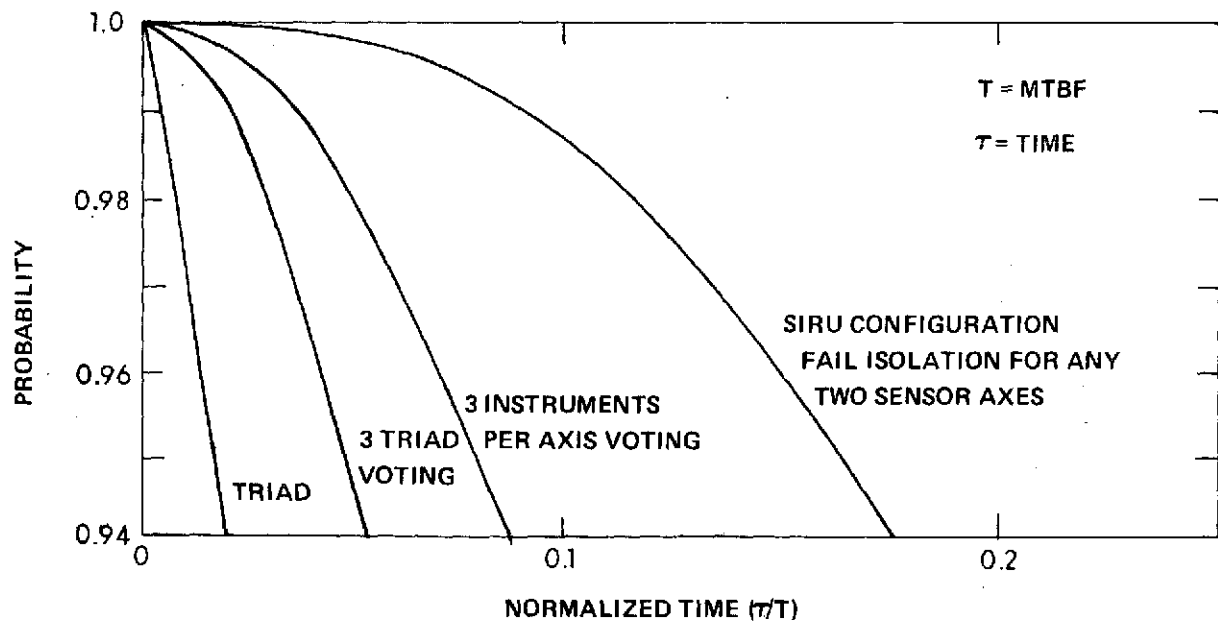 1.0
0.98
0.96
0.94
PROBABILITY
T = MTBF
τ = TIME
SIRU CONFIGURATION
FAIL ISOLATION FOR ANY
TWO SENSOR AXES
3 INSTRUMENTS
PER AXIS VOTING
3 TRIAD
VOTING
TRIAD
0
0.1
0.2
NORMALIZED TIME (τ/T)